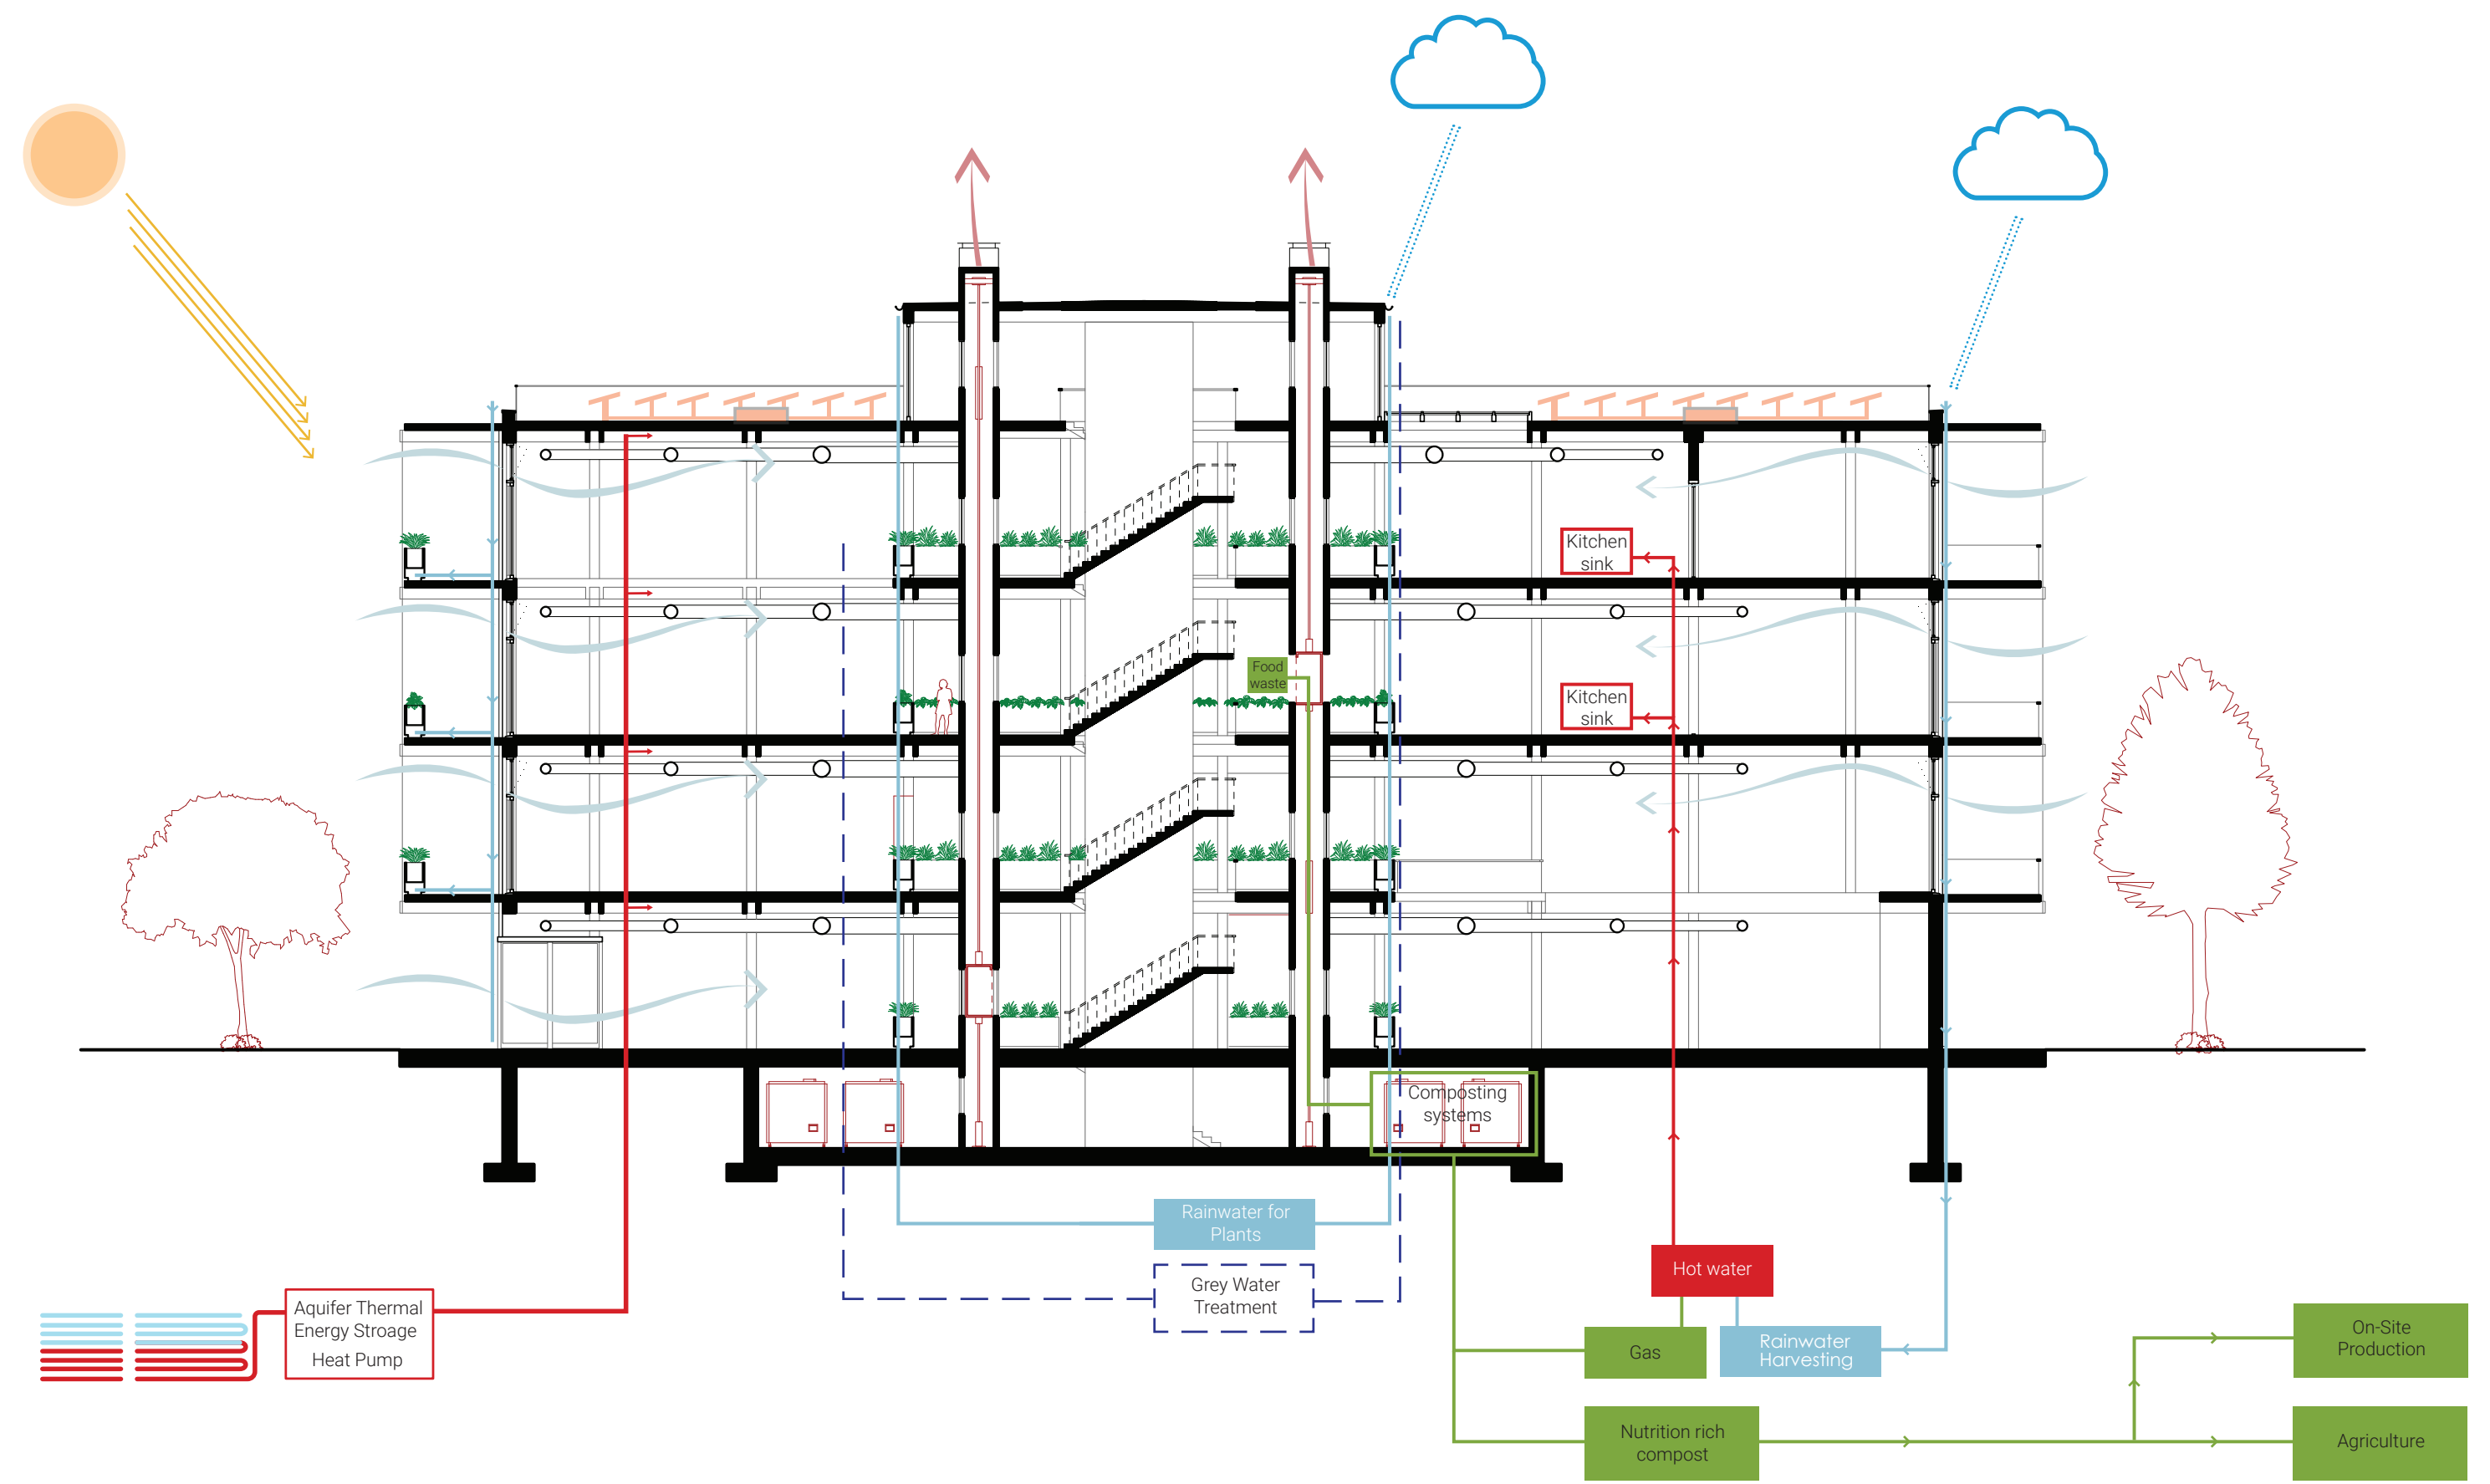 Kitchen
sink
Food
waste
Kitchen
sink
Composting
systems
Rainwater for
Plants
Grey Water
Treatment
Hot water
Aquifer Thermal
Energy Stroage
Heat Pump
Gas
Rainwater
Harvesting
On-Site
Production
Nutrition rich
compost
Agriculture